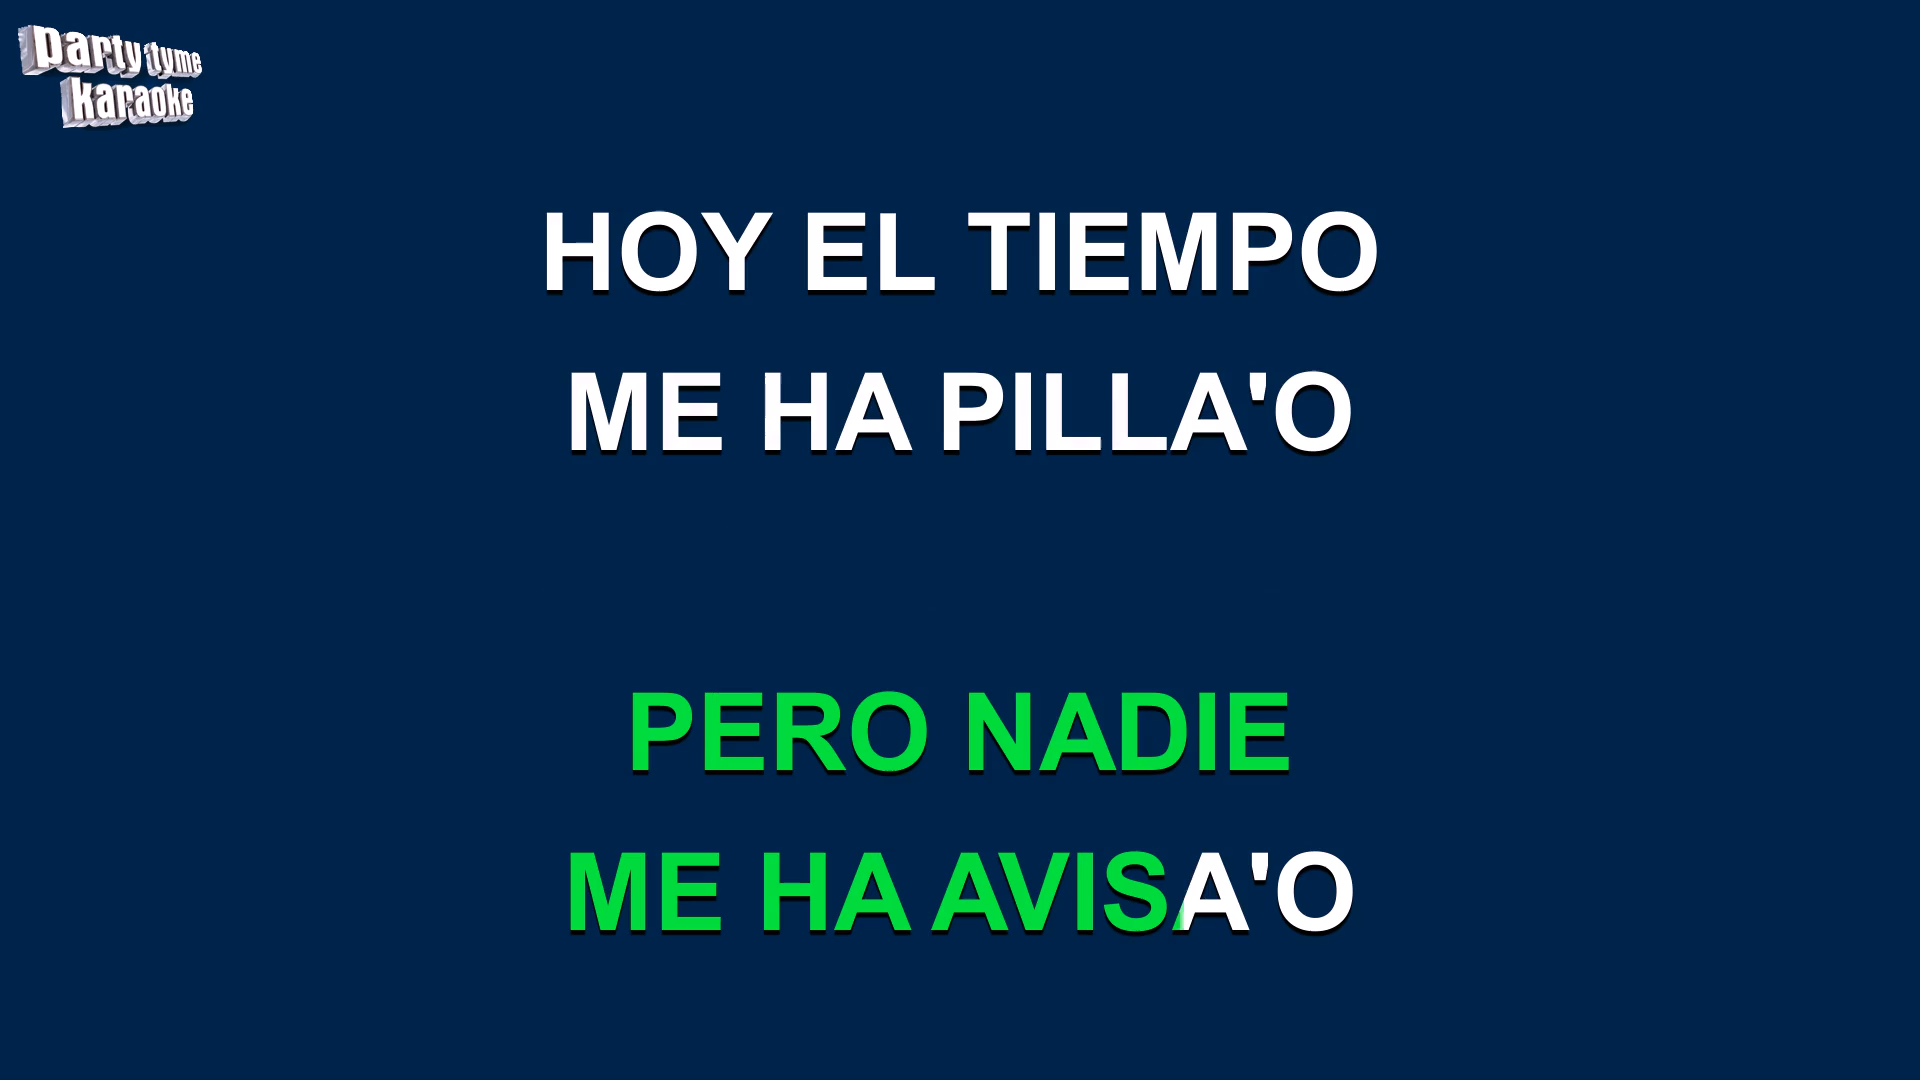 party tyme
karaoke
HOY EL TIEMPO
ME HA PILLA'O
PERO NADIE
ME HA AVISA'O